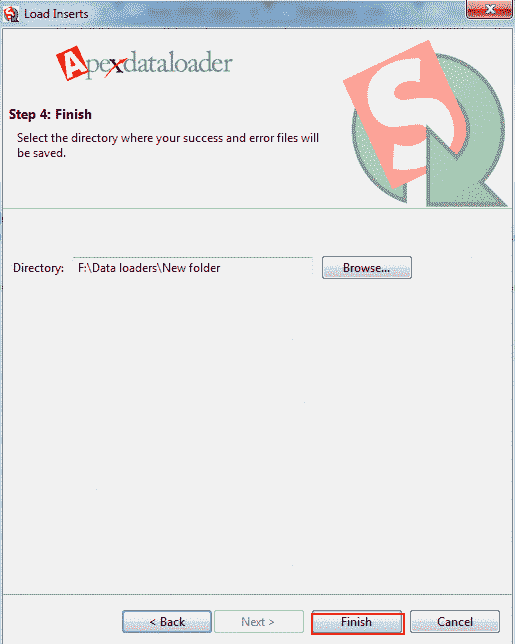 Load Inserts
Apexdataloader
Step 4: Finish
Select the directory where your success and error files will
be saved.
Directory: F:\Data loaders\New folder Browse...
< Back Next > Finish Cancel